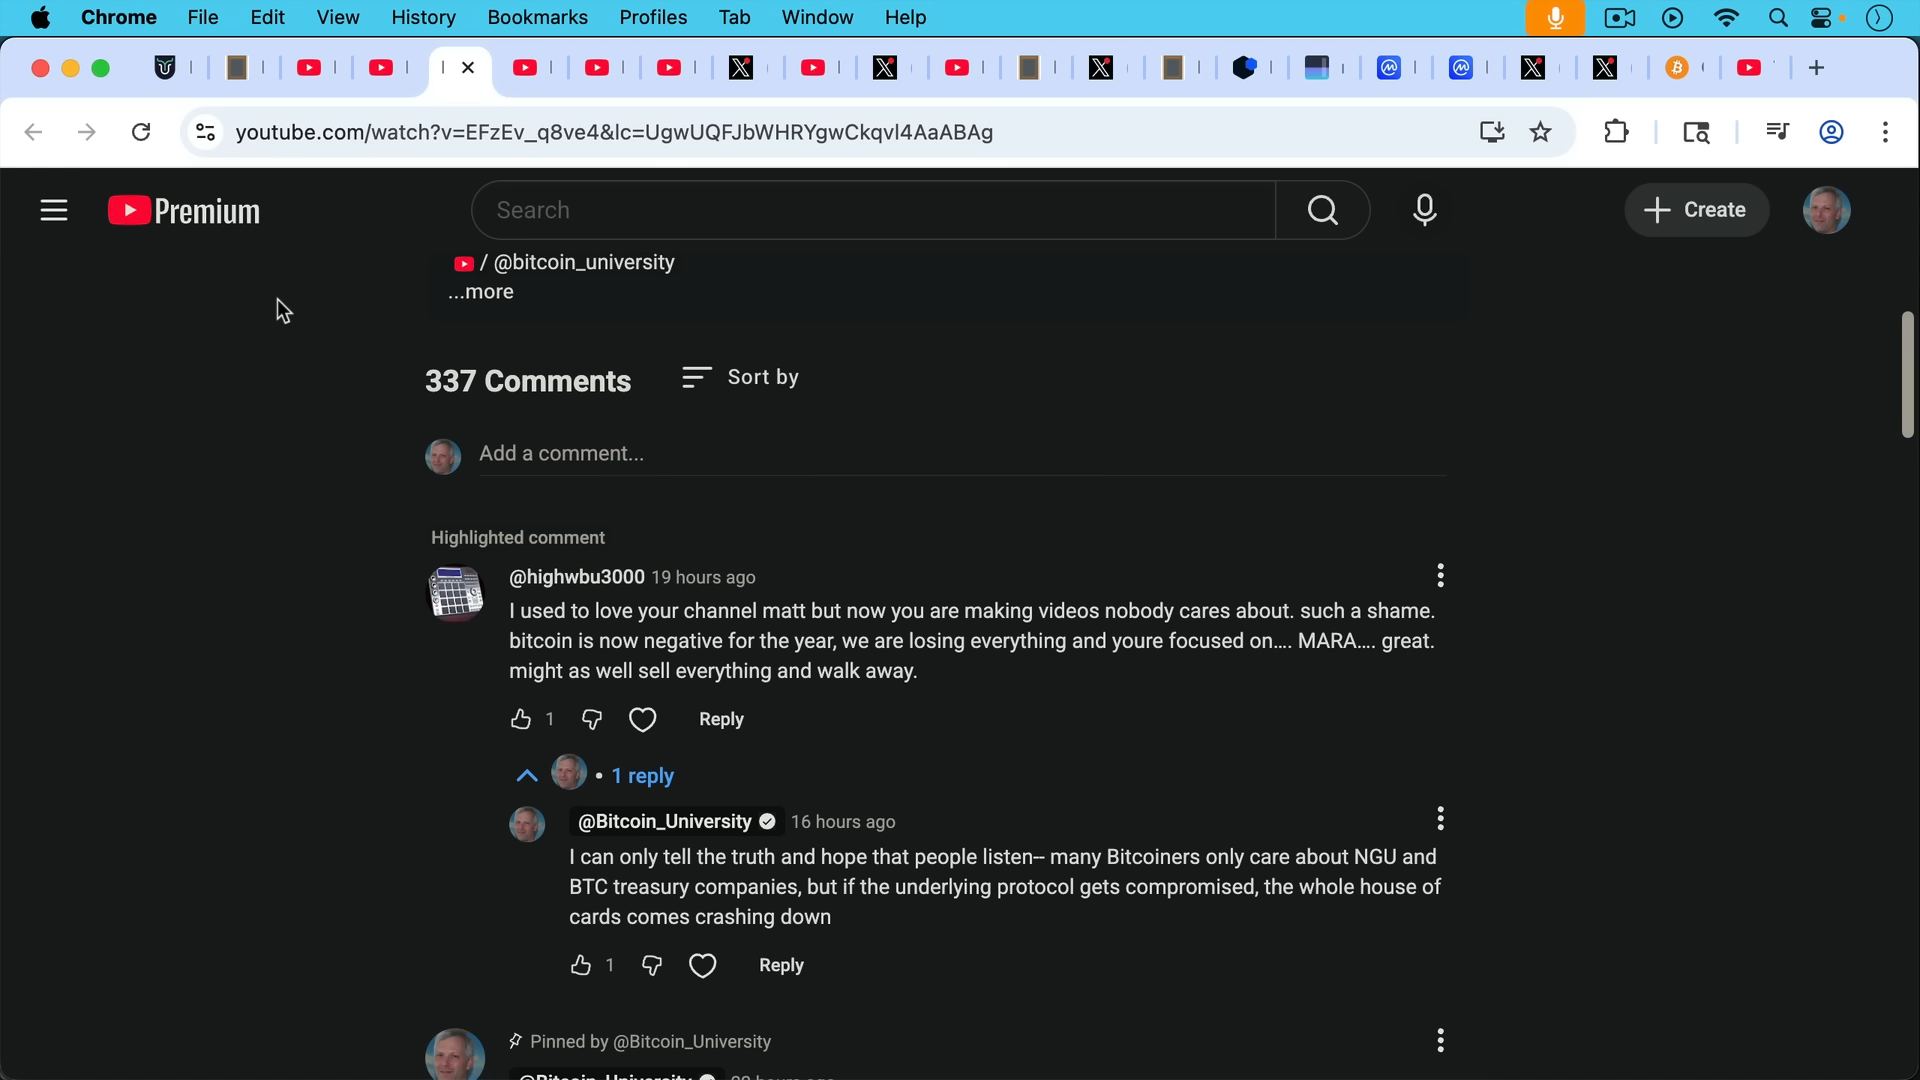 Chrome File Edit View History Bookmarks Profiles Tab Window Help
youtube.com/watch?v=EFzEv_q8ve4&lc=UgwUQFJbWHRYgwCkqvl4AaABAg
Premium
Search
Create
/ @bitcoin_university
...more
337 Comments
Sort by
Add a comment...
Highlighted comment
@highwbu3000 19 hours ago
I used to love your channel matt but now you are making videos nobody cares about. such a shame.
bitcoin is now negative for the year, we are losing everything and youre focused on.... MARA.... great.
might as well sell everything and walk away.
1 Reply
• 1 reply
@Bitcoin_University 16 hours ago
I can only tell the truth and hope that people listen-- many Bitcoiners only care about NGU and
BTC treasury companies, but if the underlying protocol gets compromised, the whole house of
cards comes crashing down
1 Reply
Pinned by @Bitcoin_University
@Bitcoin_University